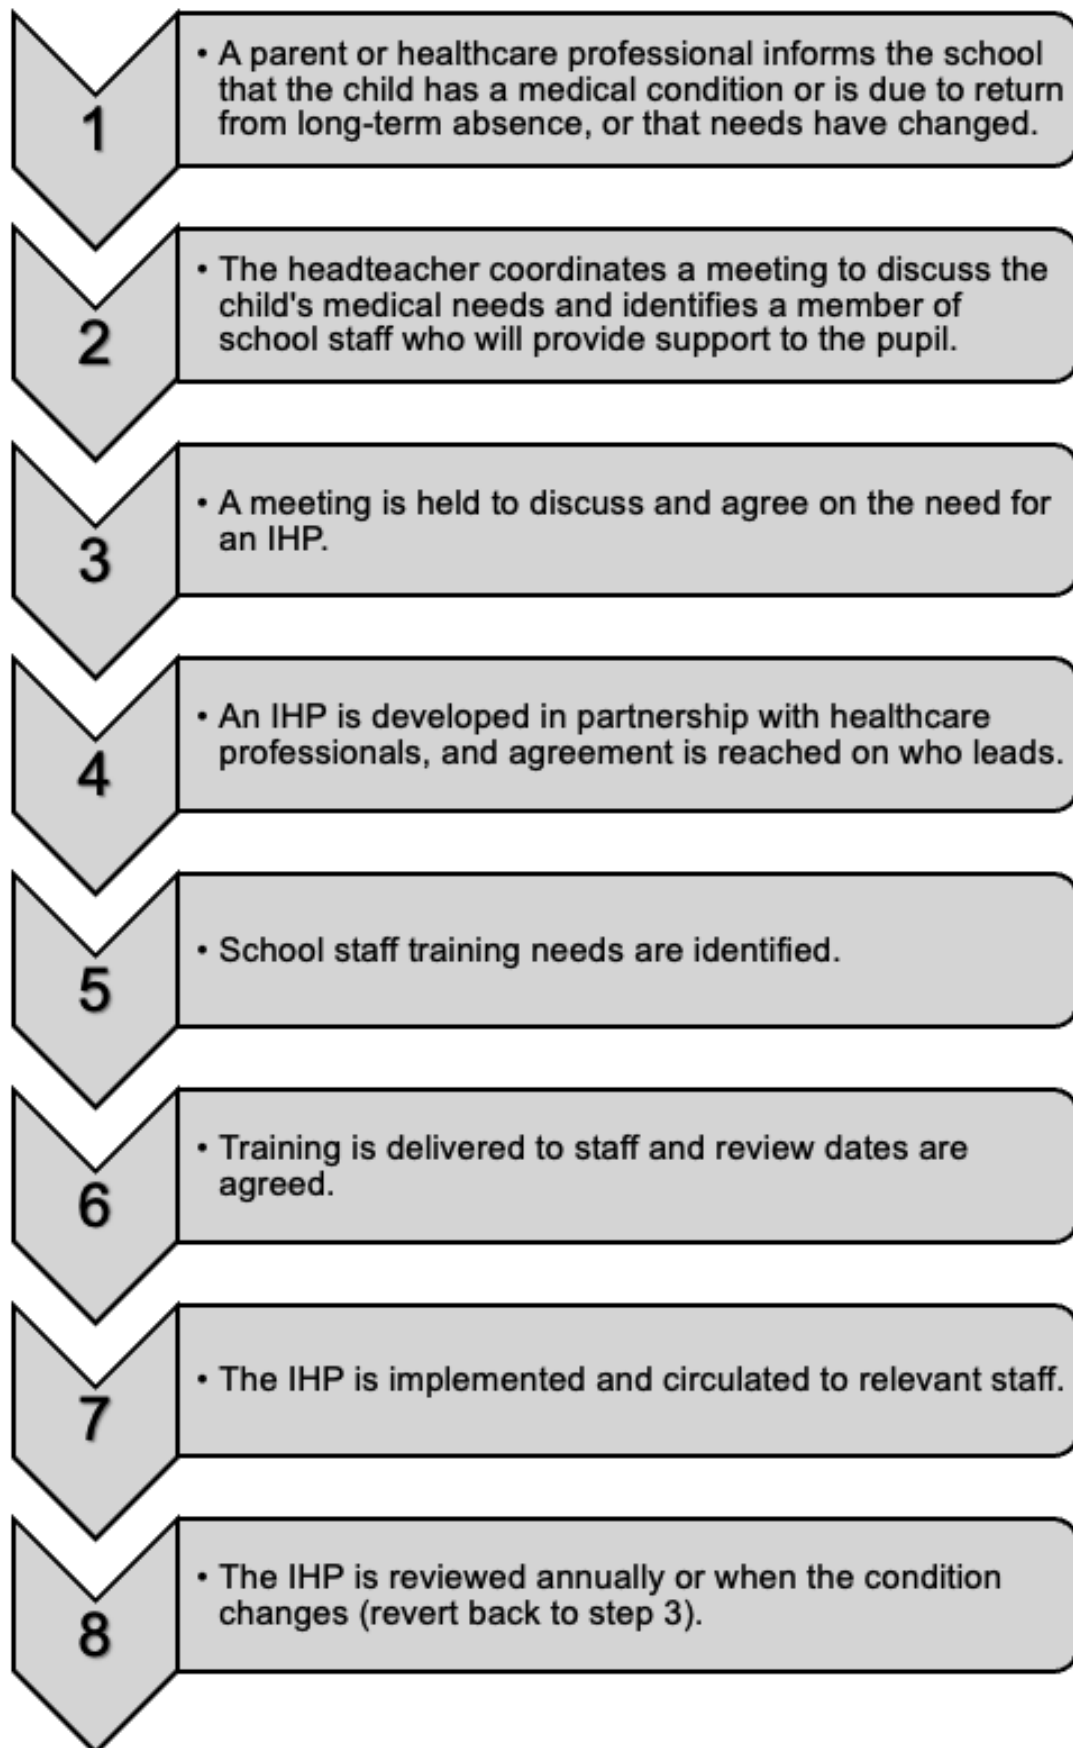 1
• A parent or healthcare professional informs the school
that the child has a medical condition or is due to return
from long-term absence, or that needs have changed.
2
• The headteacher coordinates a meeting to discuss the
child's medical needs and identifies a member of
school staff who will provide support to the pupil.
3
• A meeting is held to discuss and agree on the need for
an IHP.
4
• An IHP is developed in partnership with healthcare
professionals, and agreement is reached on who leads.
5
• School staff training needs are identified.
6
• Training is delivered to staff and review dates are
agreed.
7
• The IHP is implemented and circulated to relevant staff.
8
• The IHP is reviewed annually or when the condition
changes (revert back to step 3).